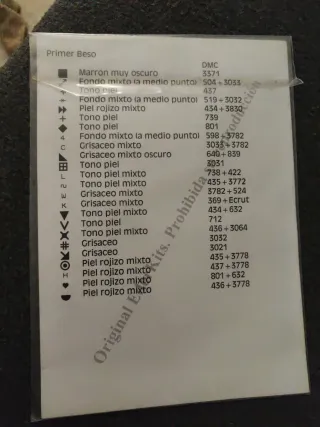 Primer Beso
DMC
Marron muy oscuro 3371
Fondo mixto (a medio punto) 504+3033
Tono piel 437
Fondo mixto (a medio punto) 519+3032
Piel rojizo mixto 434+3830
Tono piel 739
Tono piel 801
Fondo mixto (a medio punto) 598+3782
Grisaceo mixto 3033+3782
Grisaceo mixto oscuro 640+839
Tono piel 3031
L Tono piel mixto 738+422
Tono piel mixto 435+3772
Grisaceo mixto 3782+524
K Grisaceo mixto 369+Ecrut
Tono piel mixto 434+632
Tono piel 712
Tono piel mixto 436+3064
Grisaceo 3032
Grisaceo 3021
Piel rojizo mixto 435+3778
Piel rojizo mixto 437+3778
H Piel rojizo mixto 801+632
Piel rojizo mixto 436+3778
Original Kits. Prohibida